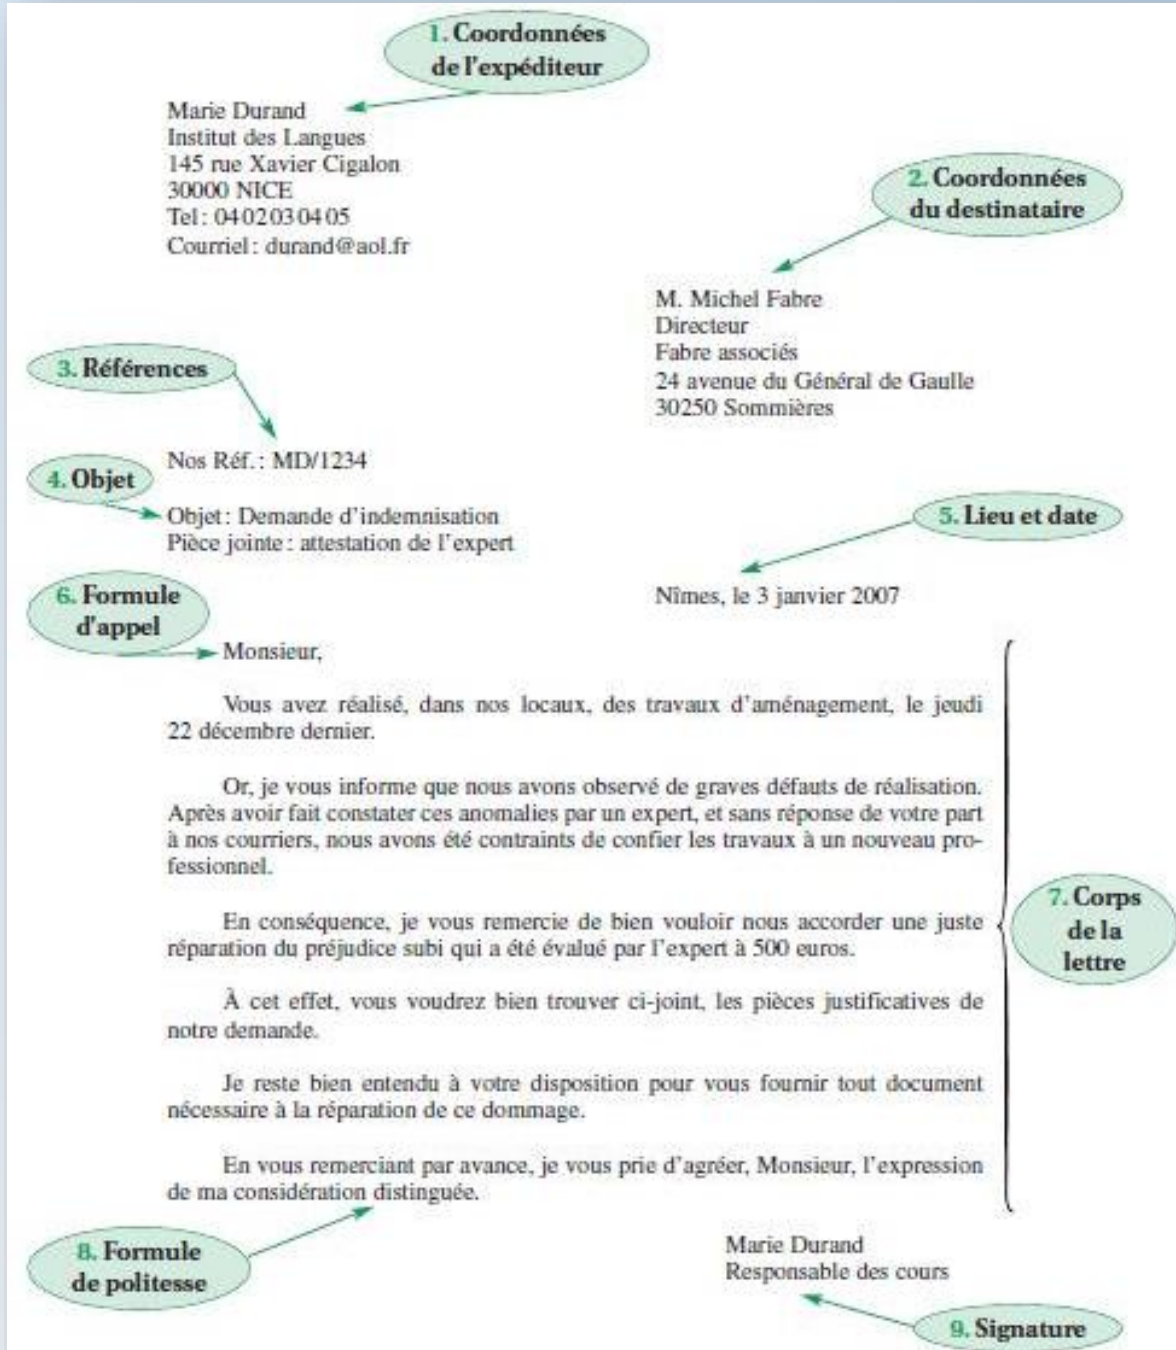 1. Coordonnées
de l'expéditeur
Marie Durand
Institut des Langues
145 rue Xavier Cigalon
30000 NICE
Tel : 04 02 03 04 05
Courriel : durand@aol.fr
2. Coordonnées
du destinataire
M. Michel Fabre
Directeur
Fabre associés
24 avenue du Général de Gaulle
30250 Sommières
3. Références
Nos Réf. : MD/1234
4. Objet
Objet : Demande d'indemnisation
Pièce jointe : attestation de l'expert
5. Lieu et date
Nîmes, le 3 janvier 2007
6. Formule
d'appel
Monsieur,
Vous avez réalisé, dans nos locaux, des travaux d'aménagement, le jeudi
22 décembre dernier.
Or, je vous informe que nous avons observé de graves défauts de réalisation.
Après avoir fait constater ces anomalies par un expert, et sans réponse de votre part
à nos courriers, nous avons été contraints de confier les travaux à un nouveau pro-
fessionnel.
En conséquence, je vous remercie de bien vouloir nous accorder une juste
réparation du préjudice subi qui a été évalué par l'expert à 500 euros.
À cet effet, vous voudrez bien trouver ci-joint, les pièces justificatives de
notre demande.
Je reste bien entendu à votre disposition pour vous fournir tout document
nécessaire à la réparation de ce dommage.
En vous remerciant par avance, je vous prie d'agréer, Monsieur, l'expression
de ma considération distinguée.
7. Corps
de la
lettre
8. Formule
de politesse
Marie Durand
Responsable des cours
9. Signature